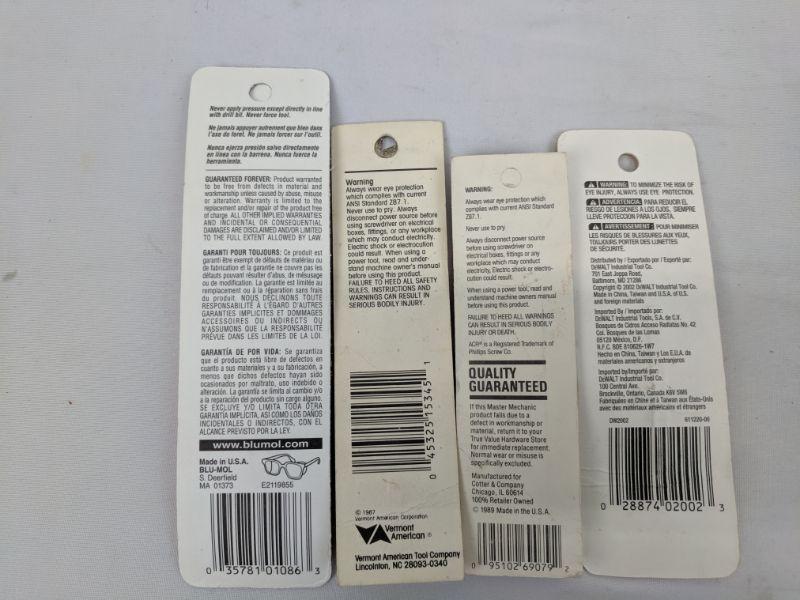 Never apply pressure except directly in line
with drill bit. Never force tool.
Ne jamais appuyer autrement que bien dans
l'axe du foret. Ne jamais forcer sur l'outil.
Nunca ejerza presión salvo directamente
en línea con la barrena. Nunca fuerce la
herramienta.
GUARANTEED FOREVER: Product warranted
to be free from defects in material and
workmanship unless caused by abuse, misuse
or alteration. Warranty is limited to the
replacement and/or repair of the product free
of charge. ALL OTHER IMPLIED WARRANTIES
AND INCIDENTAL OR CONSEQUENTIAL
DAMAGES ARE DISCLAIMED AND/OR LIMITED
TO THE FULL EXTENT ALLOWED BY LAW.
GARANTI POUR TOUJOURS: Ce produit est
garanti être exempt de défauts de matériau ou
de fabrication et la garantie ne couvre pas les
défauts pouvant résulter d'abus, de mésusage
ou de modification. La garantie est limitée au
remplacement ou à la réparation sans frais
du produit. NOUS DÉCLINONS TOUTE
RESPONSABILITÉ À L'ÉGARD D'AUTRES
GARANTIES IMPLICITES ET DOMMAGES
ACCESSOIRES OU INDIRECTS OU
N'ASSUMONS QUE LA RESPONSABILITÉ
PRÉVUE DANS LES LIMITES DE LA LOI.
GARANTÍA DE POR VIDA: Se garantiza
que el producto está libre de defectos en
cuanto a sus materiales y a su fabricación, a
menos que dichos defectos hayan sido
ocasionados por maltrato, uso indebido o
alteración. La garantía se limita al cambio y/o
a la reparación del producto sin cargo alguno.
SE EXCLUYE Y/O LIMITA TODA OTRA
GARANTÍA IMPLICITA, ASÍ COMO LOS DAÑOS
INCIDENTALES O INDIRECTOS, CON EL
ALCANCE PREVISTO POR LA LEY.
www.blumol.com
Made in U.S.A.
BLU-MOL
S. Deerfield
MA 01373
E2119855
0 35781 01086 3
Warning
Always wear eye protection
which complies with current
ANSI Standard Z87.1.
Never use to pry. Always
disconnect power source before
using screwdriver on electrical
boxes, fittings, or any workplace
which may conduct electricity.
Electric shock or electrocution
could result. When using a
power tool, read and under-
stand machine owner's manual
before using this product.
FAILURE TO HEED ALL SAFETY
RULES, INSTRUCTIONS AND
WARNINGS CAN RESULT IN
SERIOUS BODILY INJURY.
0 45325 15345 1
© 1987
Vermont American Corporation
Vermont
American ®
Vermont American Tool Company
Lincolnton, NC 28093-0340
WARNING:
Always wear eye protection which
complies with current ANSI Standard
Z87.1.
Never use to pry.
Always disconnect power source
before using screwdriver on electrical
boxes, fittings or any
workplace which may conduct
electricity. Electric shock or electro-
cution could result.
When using a power tool, read and
understand machine owners manual
before using this product.
FAILURE TO HEED ALL WARNINGS
CAN RESULT IN SERIOUS BODILY
INJURY OR DEATH.
ACR® is a Registered Trademark of
Phillips Screw Co.
QUALITY
GUARANTEED
If this Master Mechanic
product fails due to a
defect in workmanship or
material, return it to your
True Value Hardware Store
for immediate replacement.
Normal wear or misuse is
specifically excluded.
Manufactured for
Cotter & Company
Chicago, IL 60614
100% Retailer Owned
© 1989 Made in the U.S.A.
0 95102 69079 2
WARNING: TO MINIMIZE THE RISK OF
EYE INJURY, ALWAYS USE EYE PROTECTION.
ADVERTENCIA: PARA REDUCIR EL
RIESGO DE LESIONES A LOS OJOS, SIEMPRE
LLEVE PROTECCIÓN PARA LA VISTA.
AVERTISSEMENT: POUR MINIMISER
LES RISQUES DE BLESSURES AUX YEUX,
TOUJOURS PORTER DES LUNETTES
DE SÉCURITÉ.
Distributed by / Exportado por / Exporté par:
DEWALT Industrial Tool Co.
701 East Joppa Road,
Baltimore, MD 21286
Copyright © 2002 DEWALT Industrial Tool Co.
Made in China, Taiwan and U.S.A. of U.S.
and foreign materials
Imported By / Importado por:
DEWALT Industrial Tools, S.A. de C.V.
Bosques de Cidros Acceso Radiatas No. 42
Col. Bosques de las Lomas
05120 México, D.F.
Hecho en China, Taiwan y Los E.U.A. de
materiales americanos y extranjeros
Imported by/Importé par:
DEWALT Industrial Tool Co.
100 Central Ave.
Brockville, Ontario, Canada K6V 5W6
Fabriquées en Chine et à Taiwan aux États-Unis
avec des matériaux américains et étrangers
DW2002
611220-00
0 28874 02002 3